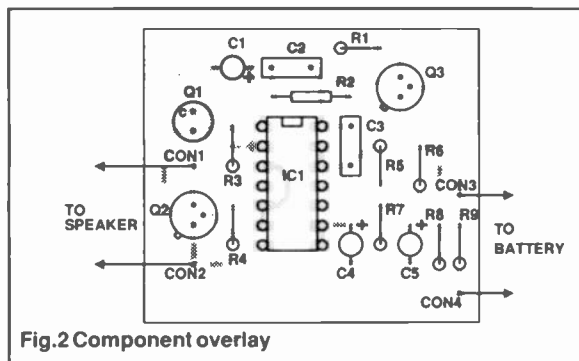 R1
C1
C2
+
R2
Q3
Q1
c
C3
CON1
IC1
R3
R5
R6
CON3
TO
SPEAKER
Q2
R7
R8
R9
TO
BATTERY
+
+
CON2
R4
C4
C5
CON4
Fig.2 Component overlay